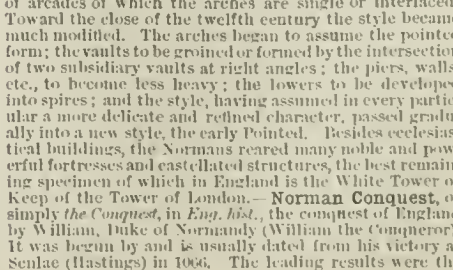 of arcades of which the arches are single or interlaced
Toward the close of the twelfth century the style became
much modified. The arches began to assume the pointe
form; the vaults to be groined or formed by the intersection
of two subsidiary vaults at right angles; the piers, walls
etc., to become less heavy; the towers to be develope
into spires; and the style, having assumed in every partic
ular a more delicate and refined character, passed gradu
ally into a new style, the early Pointed. Besides ecclesias
tical buildings, the Normans reared many noble and pow
erful fortresses and castellated structures, the best remain
ing specimen of which in England is the White Tower o
Keep of the Tower of London.— Norman Conquest, o
simply the Conquest, in Eng. hist., the conquest of England
by William, Duke of Normandy (William the Conqueror)
It was begun by and is usually dated from his victory a
Senlac (Hastings) in 1066. The leading results were th